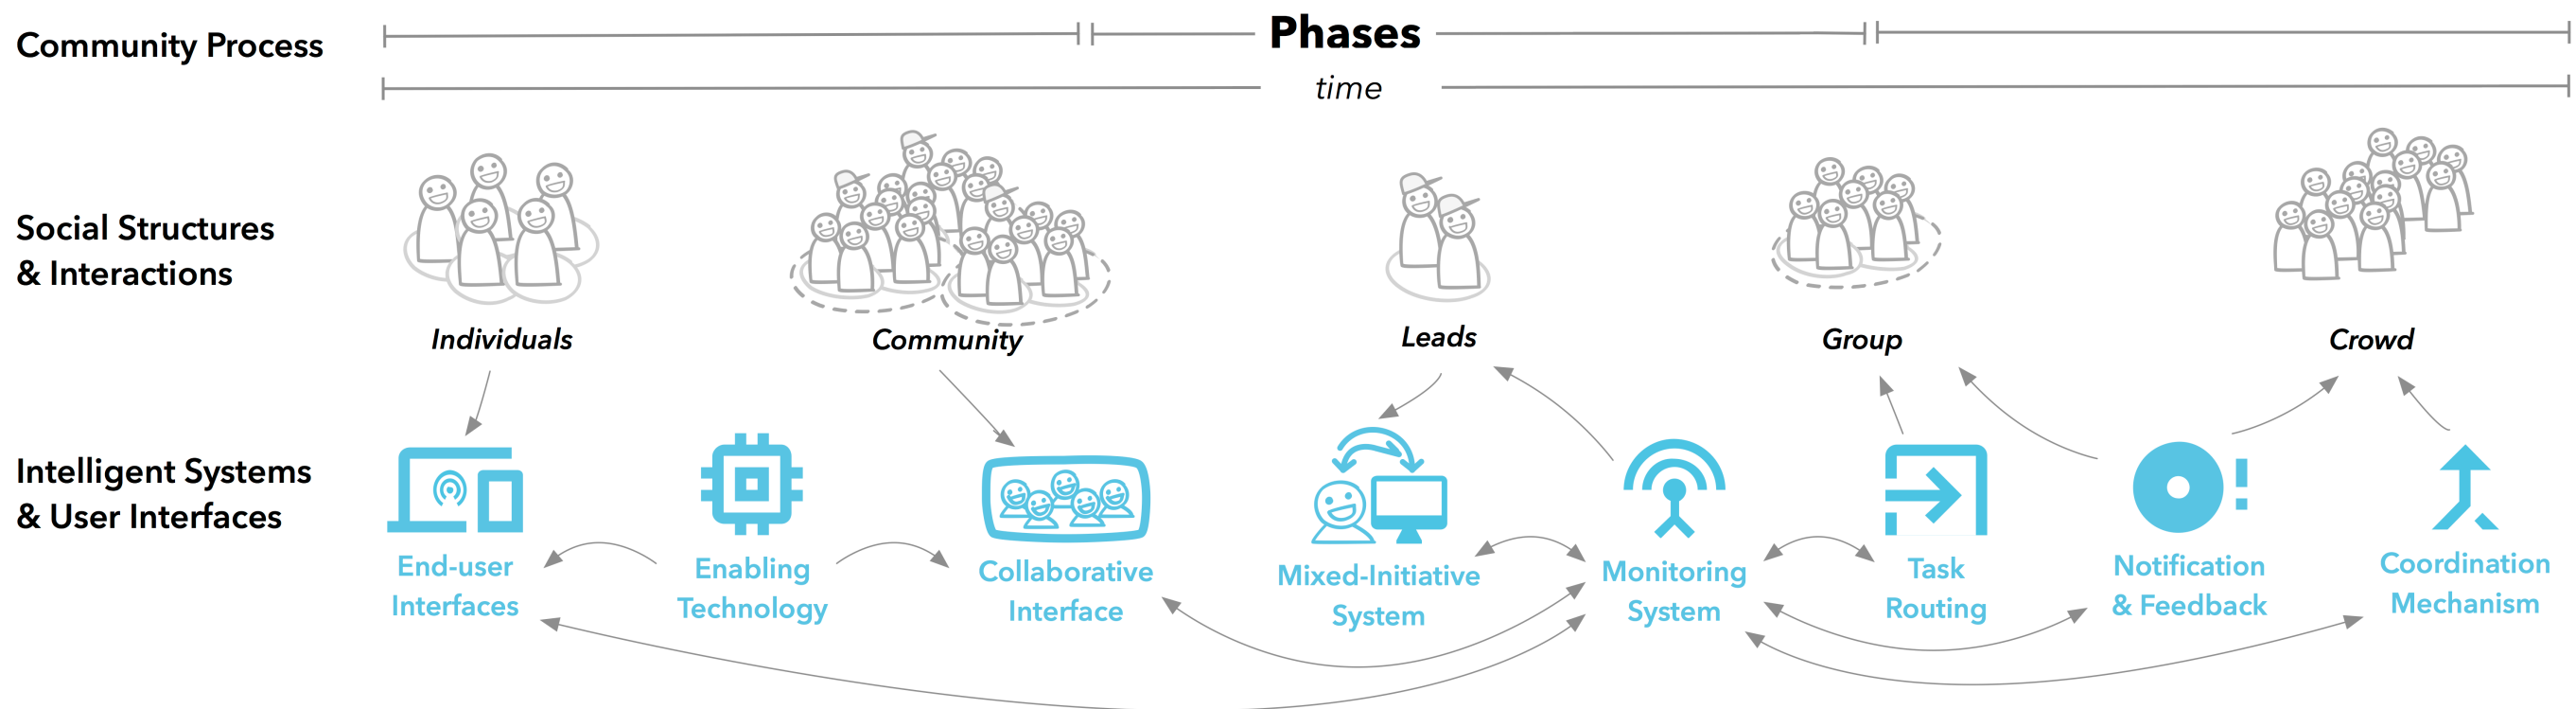 Community Process
Phases
time
Social Structures
& Interactions
Individuals
Community
Leads
Group
Crowd
Intelligent Systems
& User Interfaces
End-user
Interfaces
Enabling
Technology
Collaborative
Interface
Mixed-Initiative
System
Monitoring
System
Task
Routing
Notification
& Feedback
Coordination
Mechanism